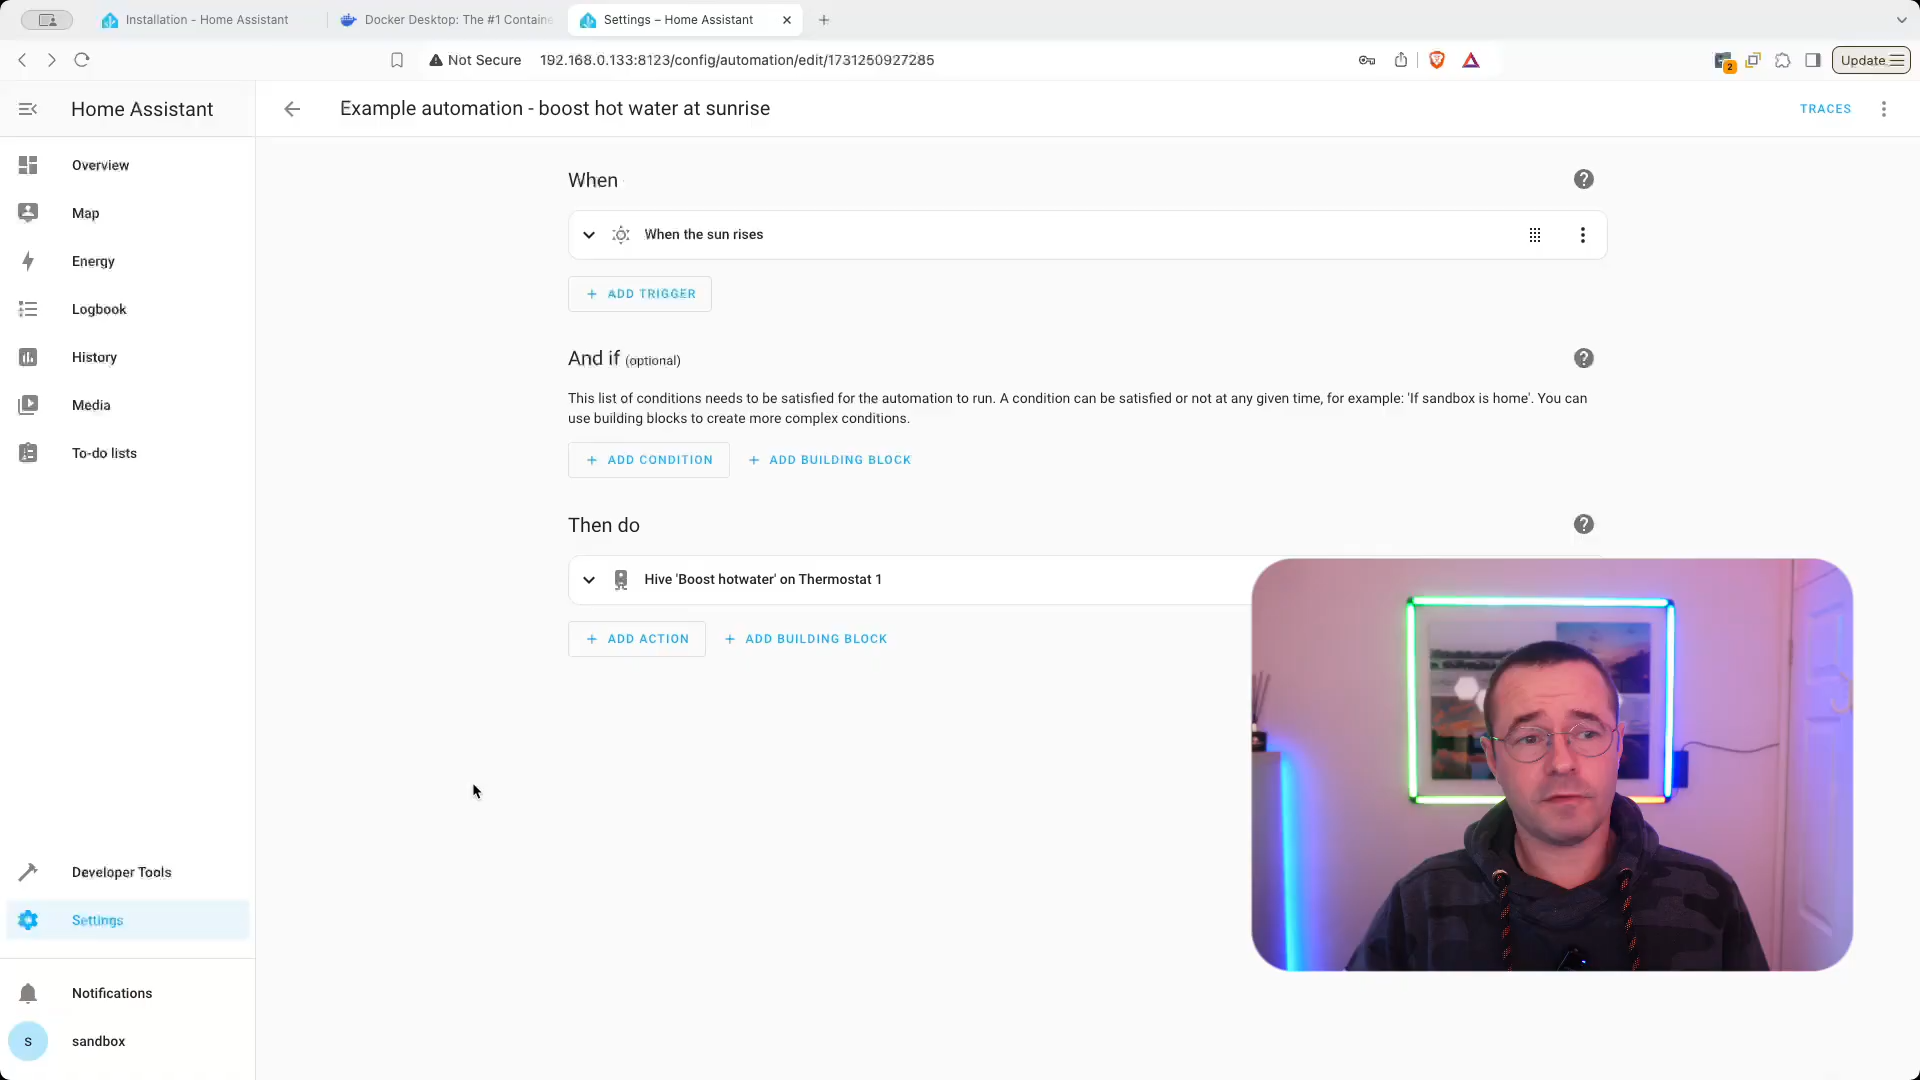 Installation - Home Assistant
Docker Desktop: The #1 Containe
Settings – Home Assistant
Not Secure
192.168.0.133:8123/config/automation/edit/1731250927285
2
Update
Home Assistant
Example automation - boost hot water at sunrise
TRACES
Overview
Map
Energy
Logbook
History
Media
To-do lists
Developer Tools
Settings
Notifications
S
sandbox
When
When the sun rises
ADD TRIGGER
And if (optional)
This list of conditions needs to be satisfied for the automation to run. A condition can be satisfied or not at any given time, for example: 'If sandbox is home'. You can
use building blocks to create more complex conditions.
ADD CONDITION
ADD BUILDING BLOCK
Then do
Hive 'Boost hotwater' on Thermostat 1
ADD ACTION
ADD BUILDING BLOCK